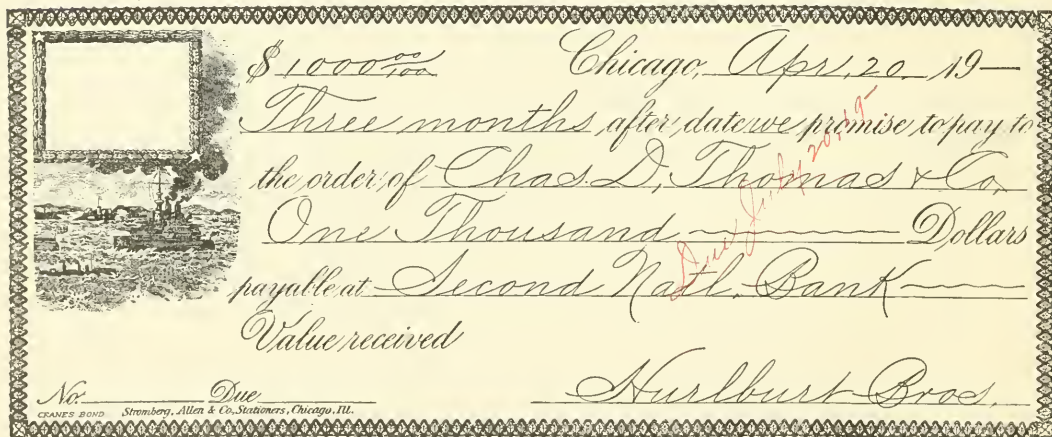 $1000 00/100 Chicago, Apr. 20. 19—
Three months after date we promise to pay to
the order of Chas. D. Thomas & Co.
One Thousand Dollars
payable at Second Natl. Bank
Value received
No. Due
Hurlburt Bros.
CRANES BOND Stromberg, Allen & Co., Stationers, Chicago, Ill.
Due July 20, 19—